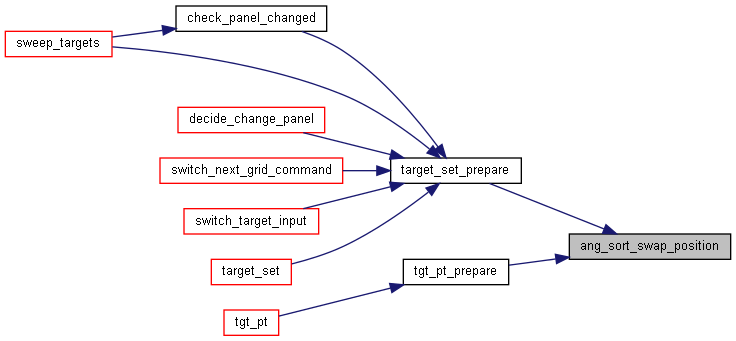 check_panel_changed
sweep_targets
decide_change_panel
switch_next_grid_command
target_set_prepare
switch_target_input
ang_sort_swap_position
target_set
tgt_pt_prepare
tgt_pt